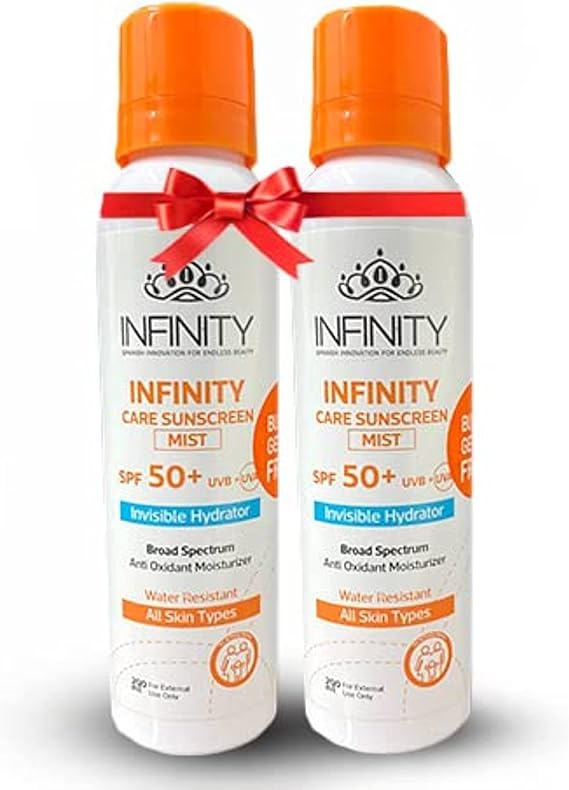 INFINITY
SPANISH INNOVATION FOR ENDLESS BEAUTY
INFINITY
CARE SUNSCREEN
MIST
SPF 50+ UVB + UVA
Invisible Hydrator
Broad Spectrum
Anti Oxidant Moisturizer
Water Resistant
All Skin Types
For External
Use Only
INFINITY
SPANISH INNOVATION FOR ENDLESS BEAUTY
INFINITY
CARE SUNSCREEN
MIST
SPF 50+ UVB +
Invisible Hydrator
Broad Spectrum
Anti Oxidant Moisturizer
Water Resistant
All Skin Types
200 ml
For External
Use Only